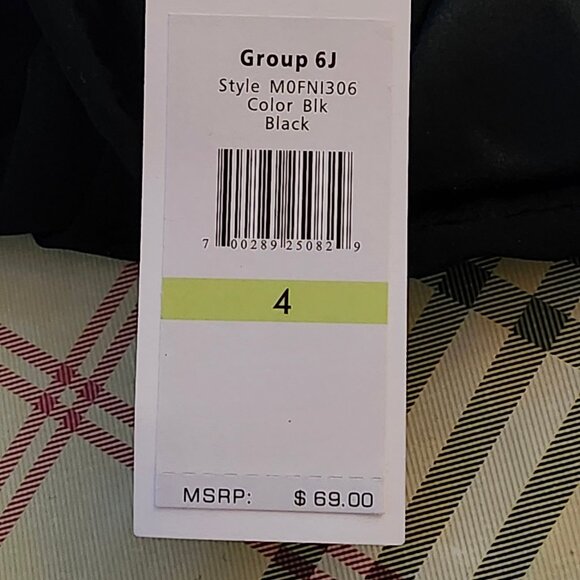 Group 6J
Style M0FNI306
Color Blk
Black
7 00289 25082 9
4
MSRP: $ 69.00